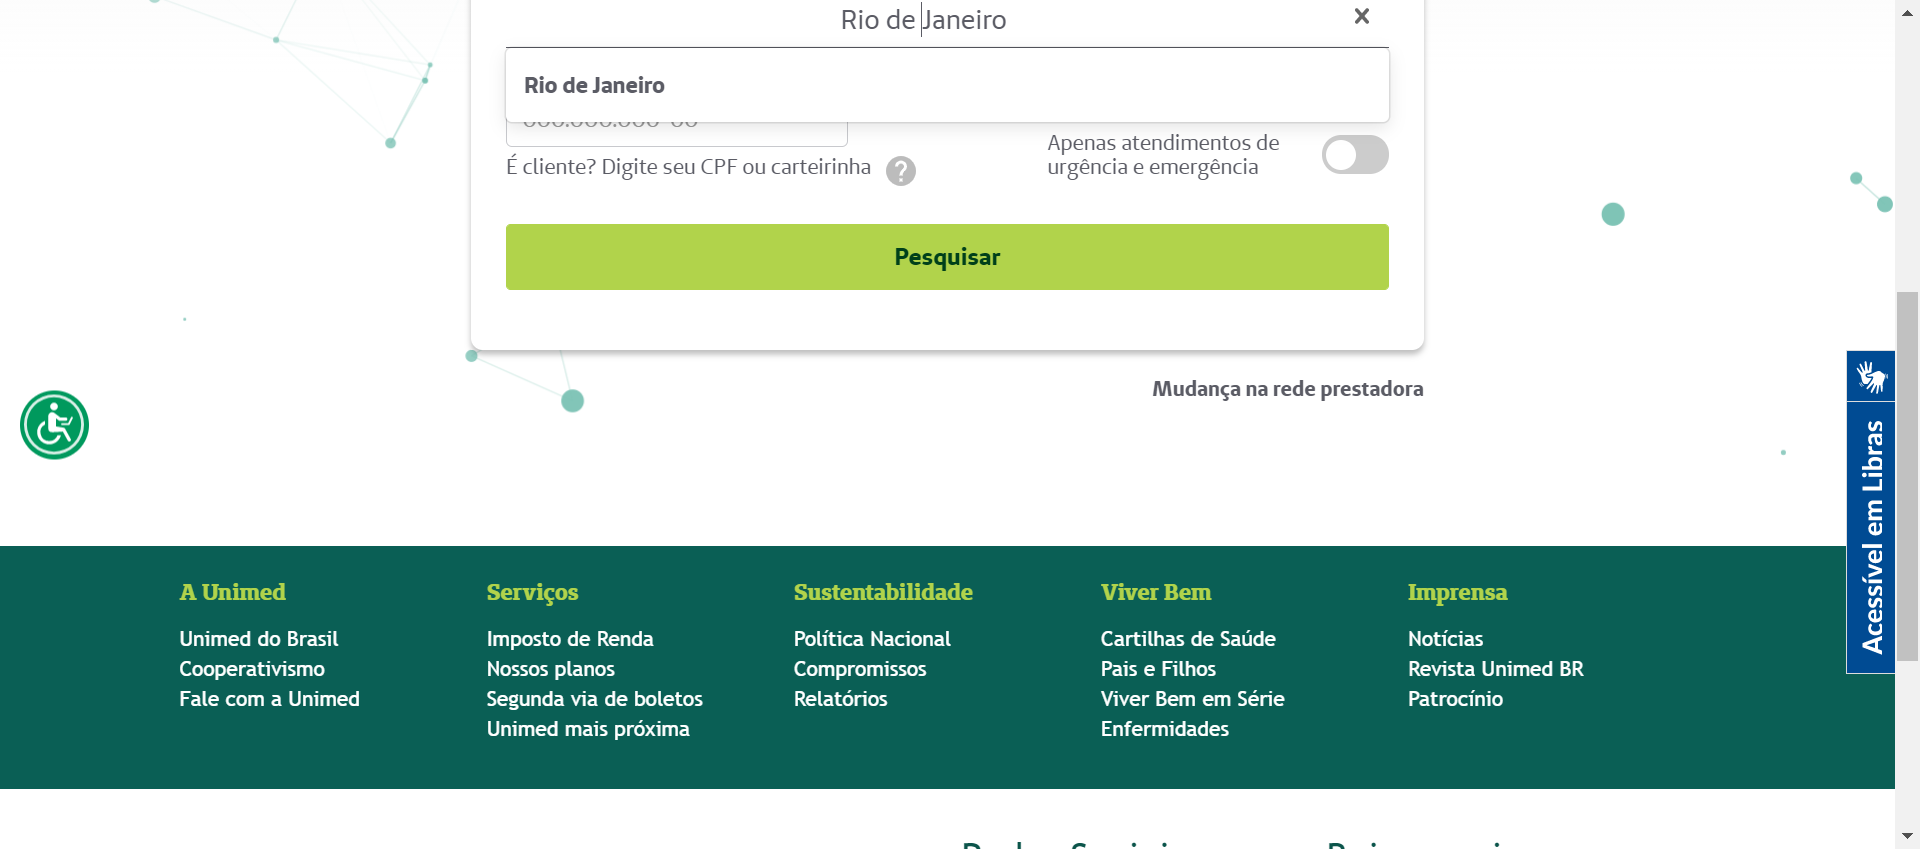 Rio de Janeiro
Rio de Janeiro
É cliente? Digite seu CPF ou carteirinha
Apenas atendimentos de
urgência e emergência
Pesquisar
Mudança na rede prestadora
Acessível em Libras
A Unimed
Unimed do Brasil
Cooperativismo
Fale com a Unimed
Serviços
Imposto de Renda
Nossos planos
Segunda via de boletos
Unimed mais próxima
Sustentabilidade
Política Nacional
Compromissos
Relatórios
Viver Bem
Cartilhas de Saúde
Pais e Filhos
Viver Bem em Série
Enfermidades
Imprensa
Notícias
Revista Unimed BR
Patrocínio